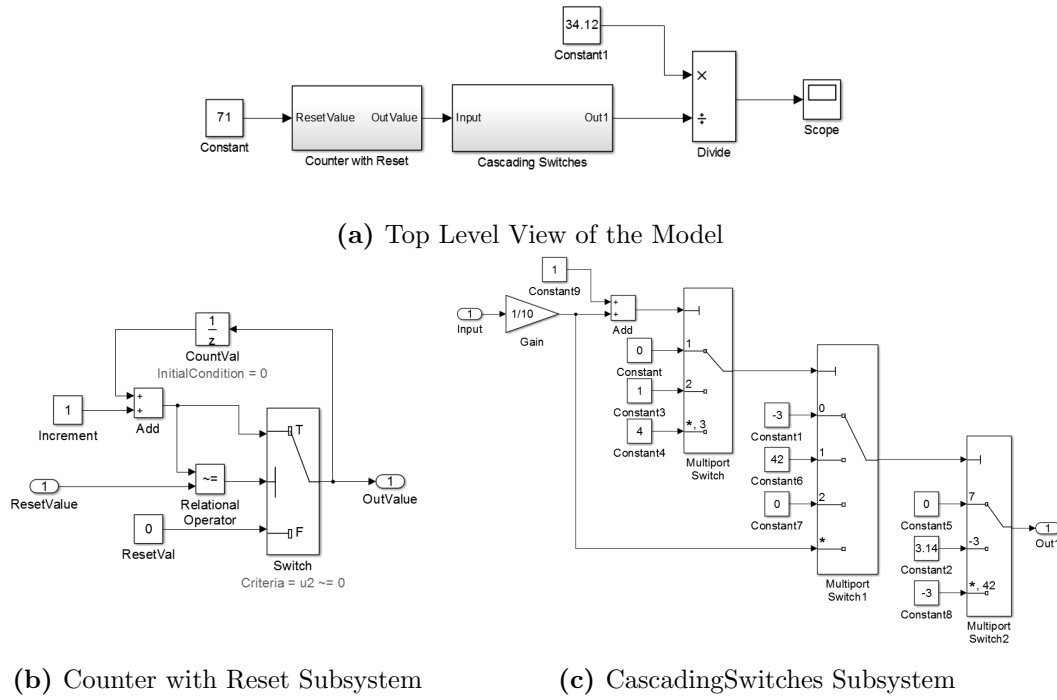 34.12
Constant1
71
Constant
ResetValue OutValue
Counter with Reset
Input Out1
Cascading Switches
×
÷
Divide
Scope
(a) Top Level View of the Model
1
z
CountVal
InitialCondition = 0
+
+
Add
1
Increment
1
ResetValue
~=
Relational
Operator
0
ResetVal
T
F
Switch
Criteria = u2 ~= 0
1
OutValue
(b) Counter with Reset Subsystem
1
Constant9
1
Input
1/10
Gain
+
+
Add
0
Constant
1
Constant3
4
Constant4
1
2
*, 3
Multiport
Switch
-3
Constant1
42
Constant6
0
Constant7
0
1
2
*
Multiport
Switch1
0
Constant5
3.14
Constant2
-3
Constant8
7
-3
*, 42
Multiport
Switch2
1
Out1
(c) CascadingSwitches Subsystem